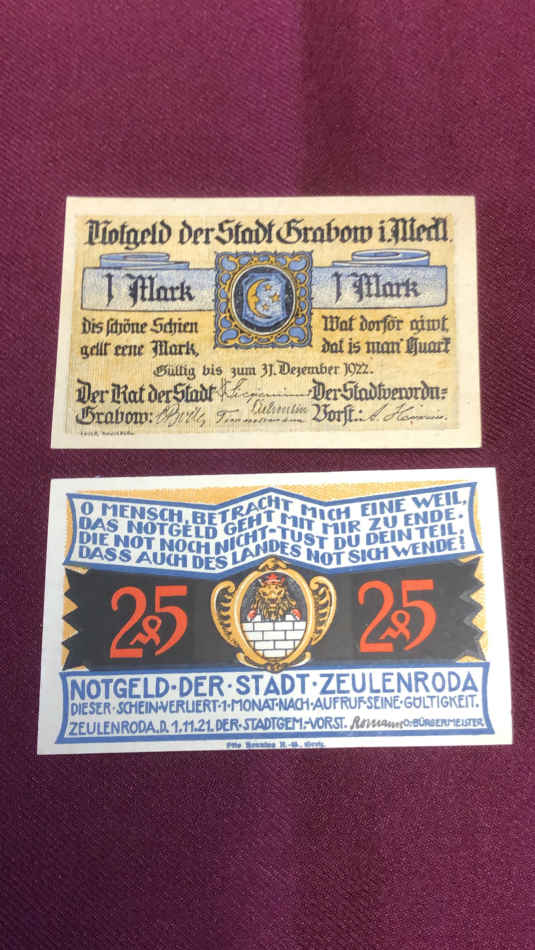 Notgeld der Stadt Grabow i. Meckl.
1 Mark 1 Mark
Dis schöne Schien
gellt eene Mark,
Wat dorför giwt,
dat is man Quark
Gültig bis zum 31. Dezember 1922.
Der Rat der Stadt
Grabow:
Der Stadtverordn=
Vorst.:
O MENSCH, BETRACHT MICH EINE WEIL,
DAS NOTGELD GEHT MIT MIR ZU ENDE.
DIE NOT NOCH NICHT-TUST DU DEIN TEIL,
DASS AUCH DES LANDES NOT SICH WENDE?
25 25
NOTGELD·DER·STADT·ZEULENRODA
DIESER·SCHEIN·VERLIERT·1·MONAT·NACH·AUFRUF·SEINE·GÜLTIGKEIT.
ZEULENRODA,D.1.11.21.DER·STADTGEM.-VORST. O:BÜRGERMEISTER